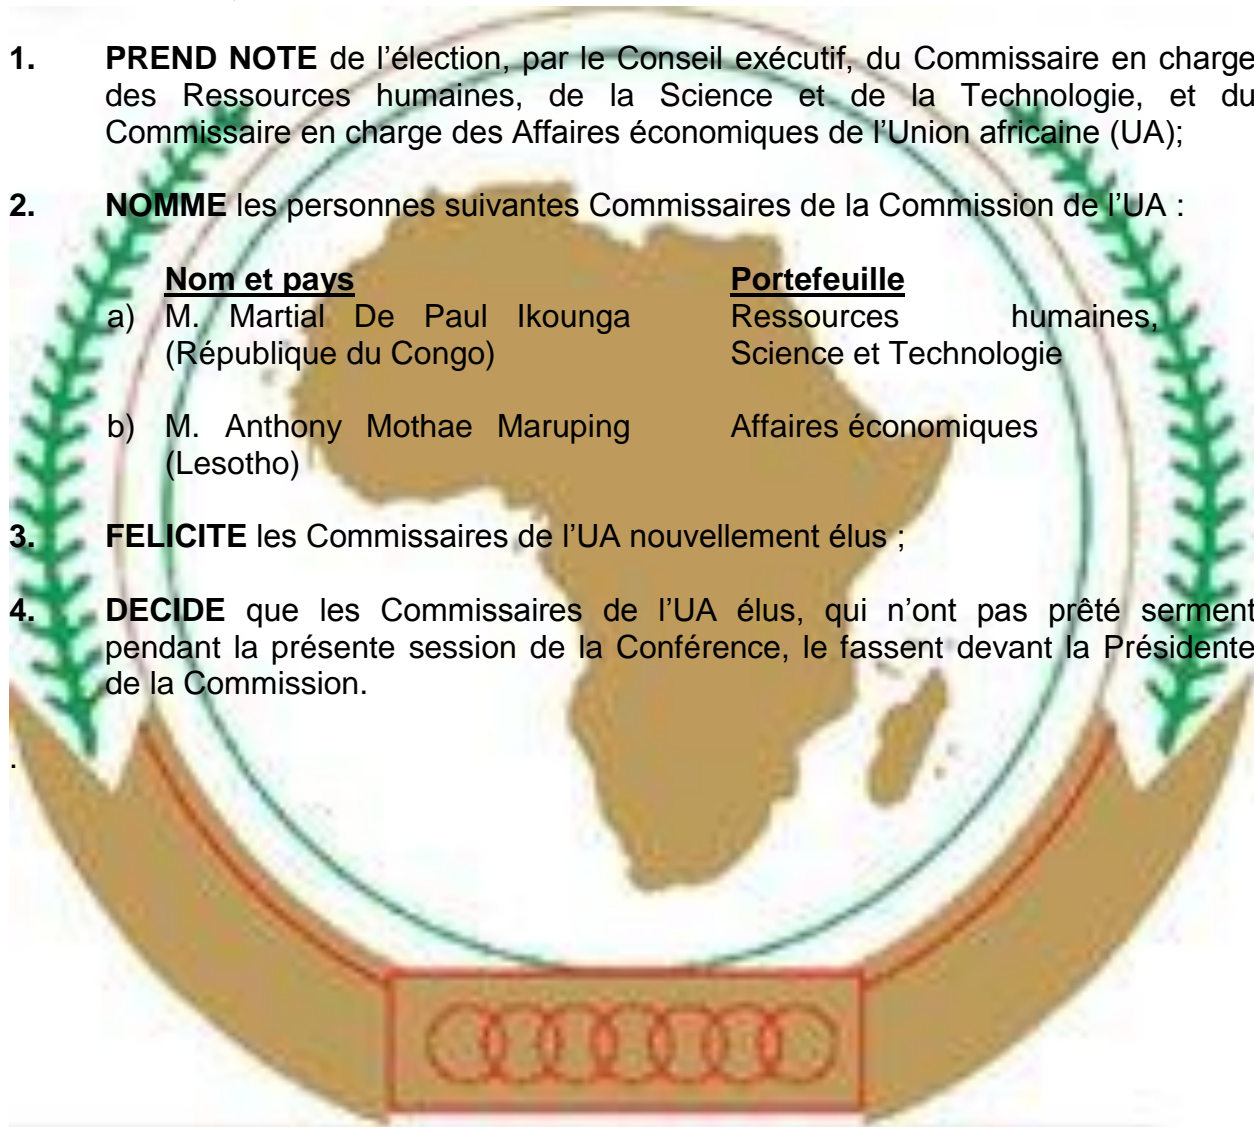 1. PREND NOTE de l’élection, par le Conseil exécutif, du Commissaire en charge
des Ressources humaines, de la Science et de la Technologie, et du
Commissaire en charge des Affaires économiques de l’Union africaine (UA);
2. NOMME les personnes suivantes Commissaires de la Commission de l’UA :
Nom et pays Portefeuille
a) M. Martial De Paul Ikounga Ressources humaines,
(République du Congo) Science et Technologie
b) M. Anthony Mothae Maruping Affaires économiques
(Lesotho)
3. FELICITE les Commissaires de l’UA nouvellement élus ;
4. DECIDE que les Commissaires de l’UA élus, qui n’ont pas prêté serment
pendant la présente session de la Conférence, le fassent devant la Présidente
de la Commission.
.